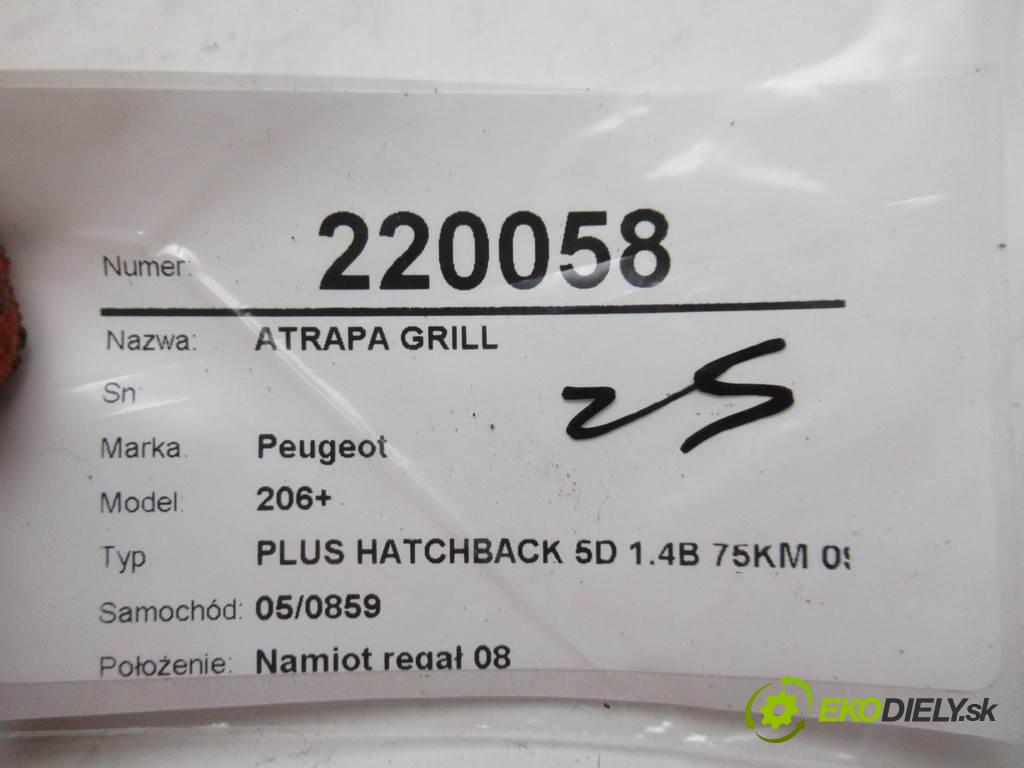 Numer: 220058
Nazwa: ATRAPA GRILL
25
Sn
Marka. Peugeot
Model: 206+
Typ PLUS HATCHBACK 5D 1.4B 75KM
Samochód: 05/0859
Położenie: Namiot regał 08
EKODIELY.sk